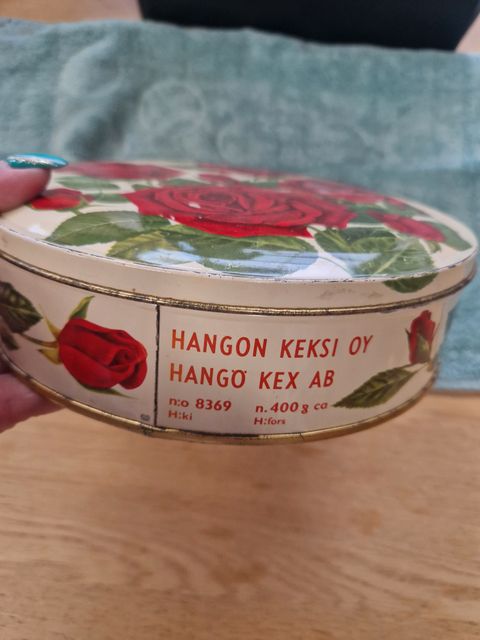 HANGON KEKSI OY
HANGÖ KEX AB
n:o 8369 n. 400 g ca
H:ki H:fors